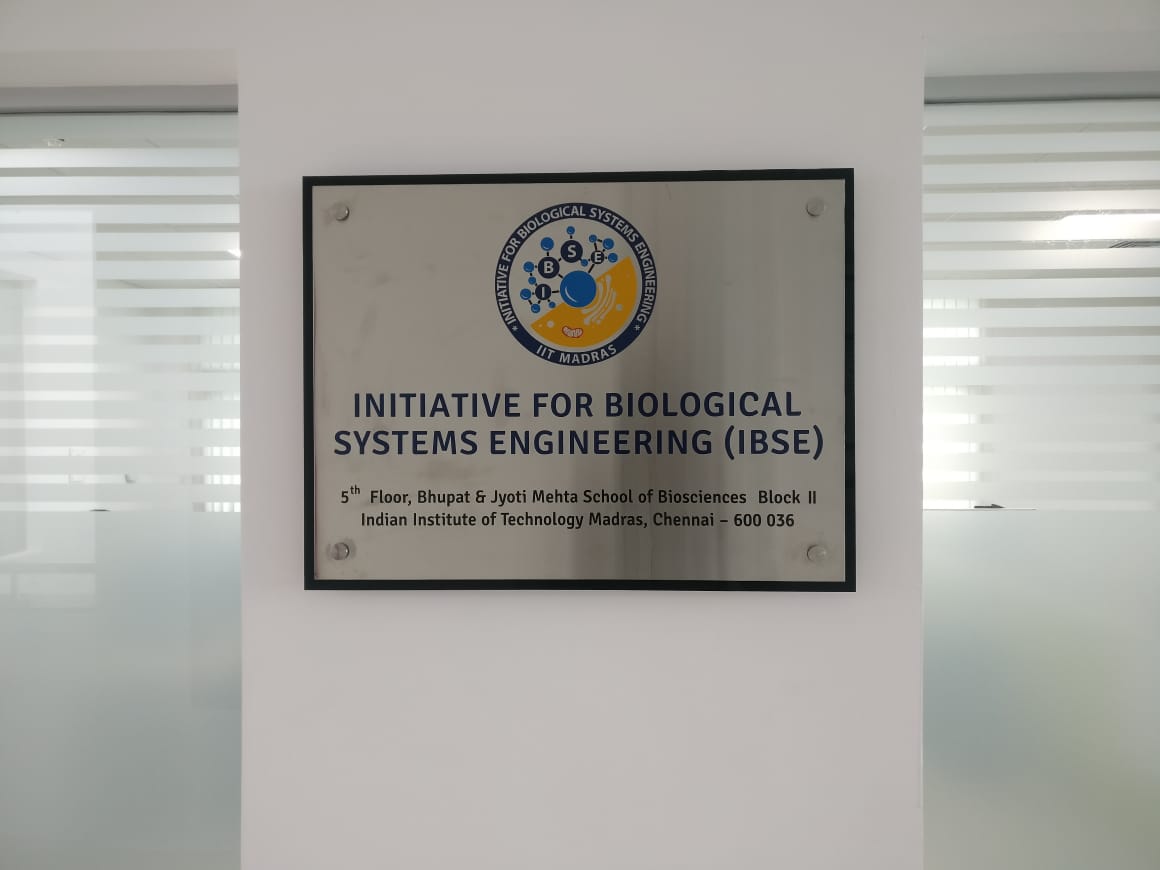 * INITIATIVE FOR BIOLOGICAL SYSTEMS ENGINEERING *
I B S E
IIT MADRAS
INITIATIVE FOR BIOLOGICAL
SYSTEMS ENGINEERING (IBSE)
5th Floor, Bhupat & Jyoti Mehta School of Biosciences Block II
Indian Institute of Technology Madras, Chennai – 600 036